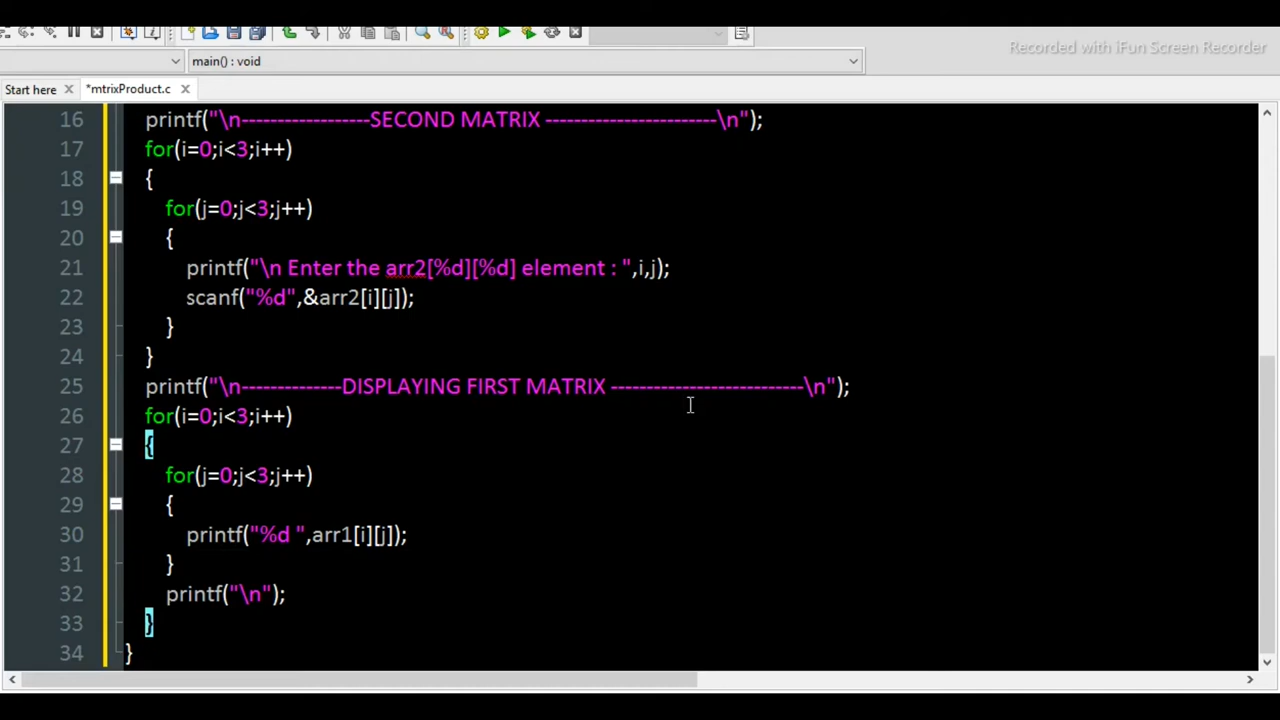 Recorded with iFun Screen Recorder
main() : void
Start here
*mtrixProduct.c
16 printf("\n------------------SECOND MATRIX ------------------------\n");
17 for(i=0;i<3;i++)
18 {
19 for(j=0;j<3;j++)
20 {
21 printf("\n Enter the arr2[%d][%d] element : ",i,j);
22 scanf("%d",&arr2[i][j]);
23 }
24 }
25 printf("\n--------------DISPLAYING FIRST MATRIX ---------------------------\n");
26 for(i=0;i<3;i++)
27 {
28 for(j=0;j<3;j++)
29 {
30 printf("%d ",arr1[i][j]);
31 }
32 printf("\n");
33 }
34 }